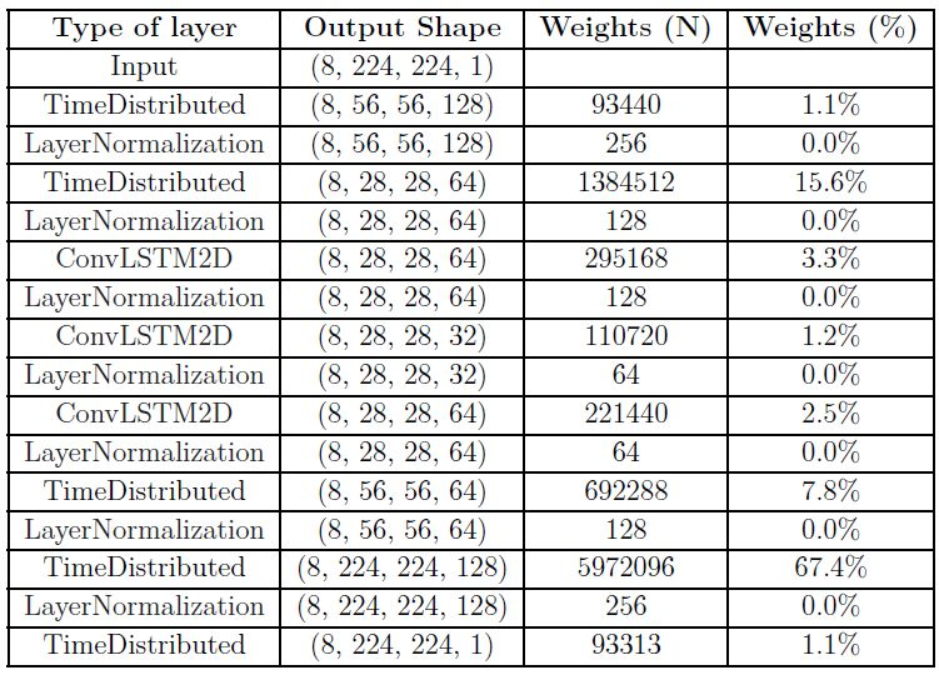 Type of layer Output Shape Weights (N) Weights (%)
Input (8, 224, 224, 1)
TimeDistributed (8, 56, 56, 128) 93440 1.1%
LayerNormalization (8, 56, 56, 128) 256 0.0%
TimeDistributed (8, 28, 28, 64) 1384512 15.6%
LayerNormalization (8, 28, 28, 64) 128 0.0%
ConvLSTM2D (8, 28, 28, 64) 295168 3.3%
LayerNormalization (8, 28, 28, 64) 128 0.0%
ConvLSTM2D (8, 28, 28, 32) 110720 1.2%
LayerNormalization (8, 28, 28, 32) 64 0.0%
ConvLSTM2D (8, 28, 28, 64) 221440 2.5%
LayerNormalization (8, 28, 28, 64) 64 0.0%
TimeDistributed (8, 56, 56, 64) 692288 7.8%
LayerNormalization (8, 56, 56, 64) 128 0.0%
TimeDistributed (8, 224, 224, 128) 5972096 67.4%
LayerNormalization (8, 224, 224, 128) 256 0.0%
TimeDistributed (8, 224, 224, 1) 93313 1.1%